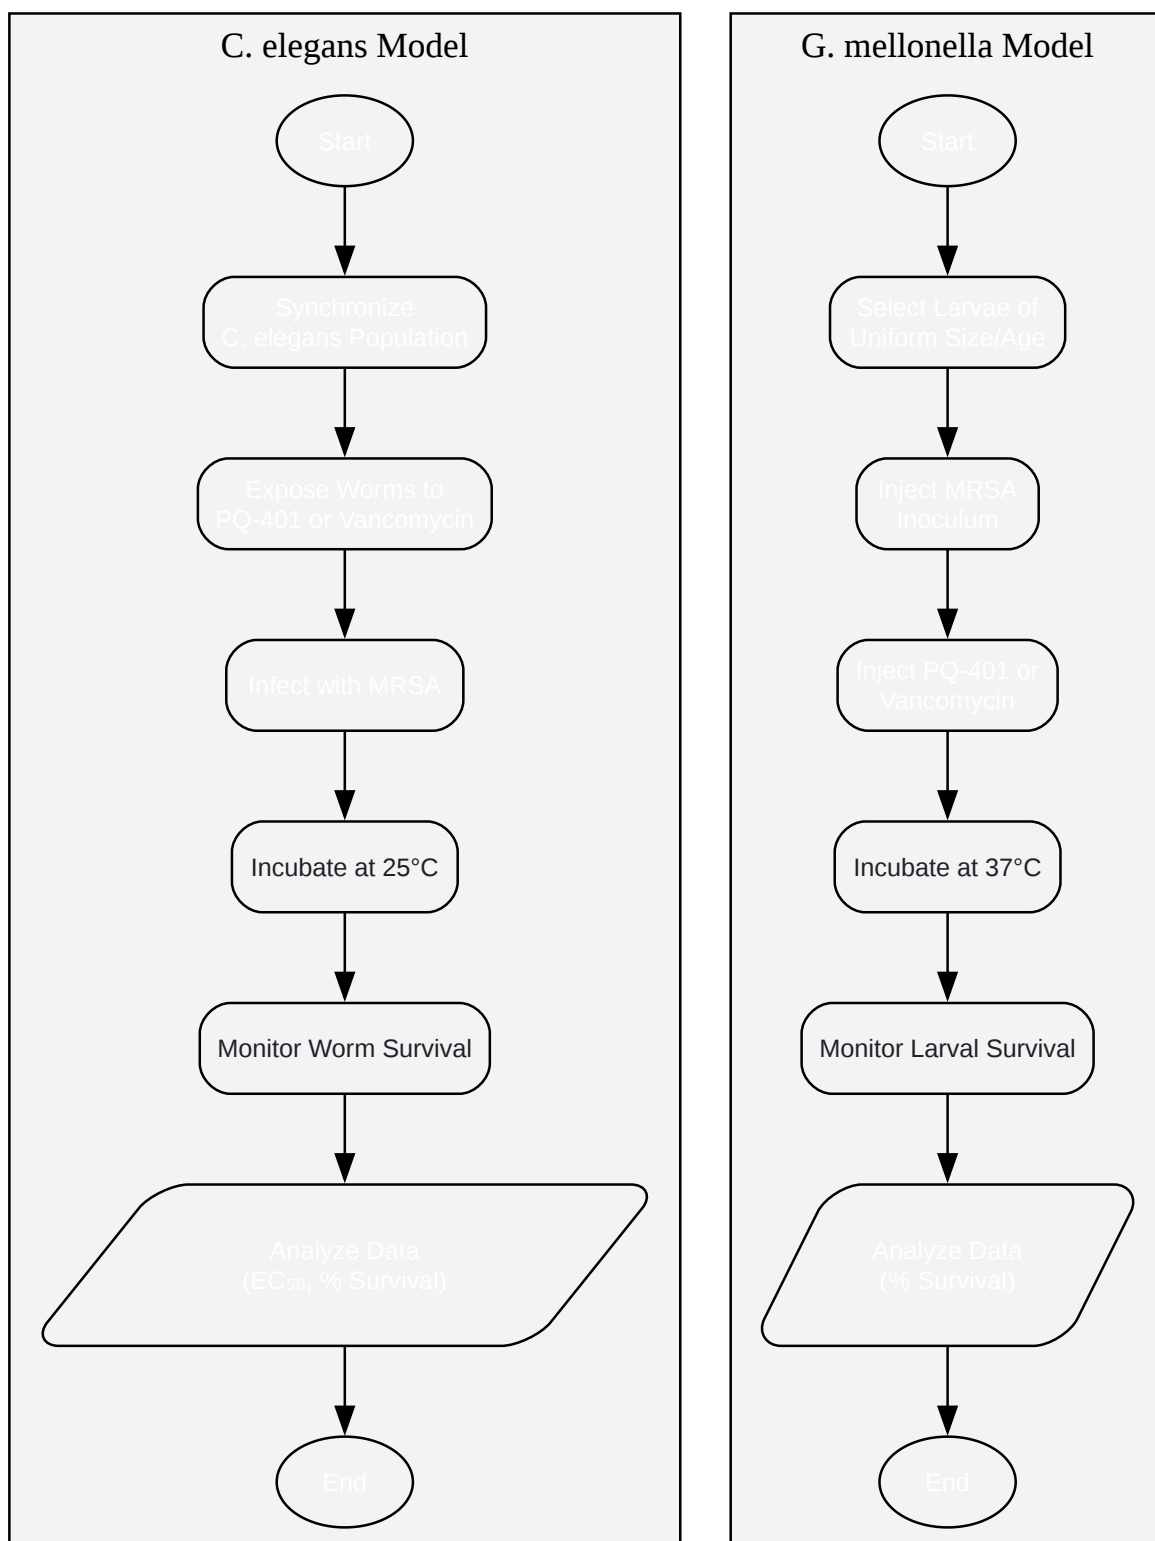 C. elegans Model
Start
Synchronize
C. elegans Population
Expose Worms to
PQ-401 or Vancomycin
Infect with MRSA
Incubate at 25°C
Monitor Worm Survival
Analyze Data
(EC₅₀, % Survival)
End
G. mellonella Model
Start
Select Larvae of
Uniform Size/Age
Inject MRSA
Inoculum
Inject PQ-401 or
Vancomycin
Incubate at 37°C
Monitor Larval Survival
Analyze Data
(% Survival)
End